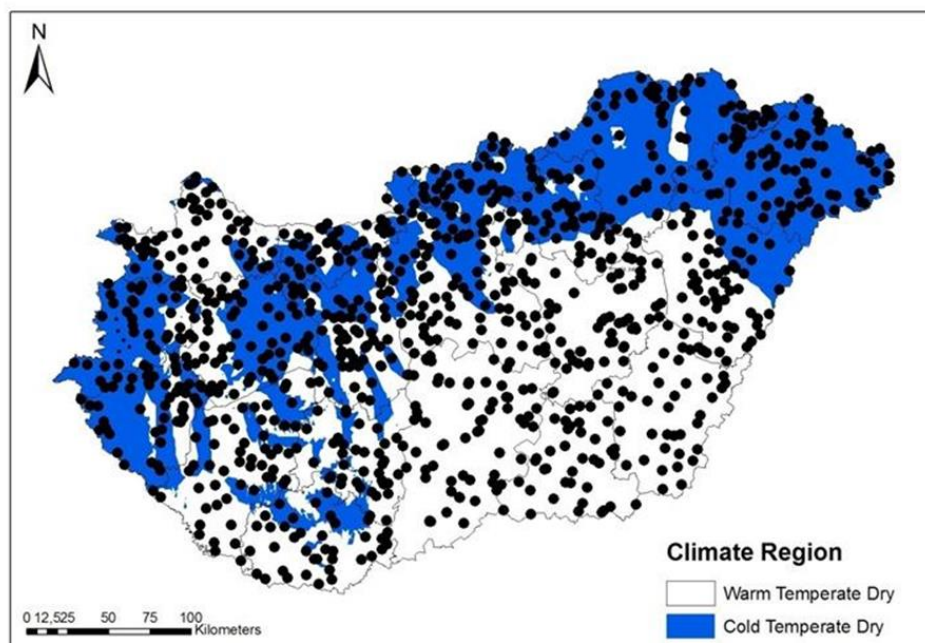 N
Climate Region
Warm Temperate Dry
Cold Temperate Dry
0 12,525 50 75 100
Kilometers